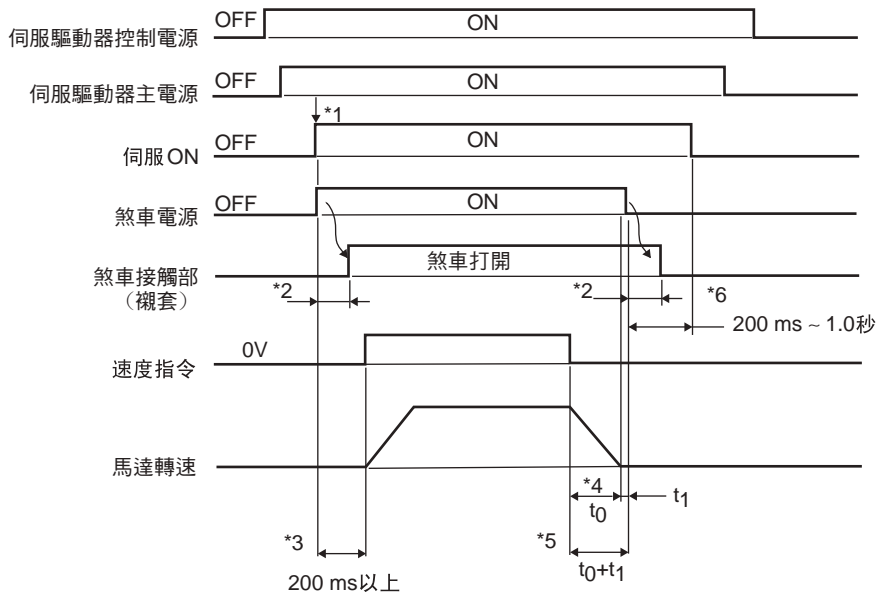 伺服驅動器控制電源 OFF ON
伺服驅動器主電源 OFF ON
*1
伺服ON OFF ON
煞車電源 OFF ON
煞車接觸部
（襯套）
煞車打開
*2 *2 *6
200 ms ~ 1.0秒
速度指令 0V
馬達轉速
*4 t1
t0
*3 *5
200 ms以上
t0+t1